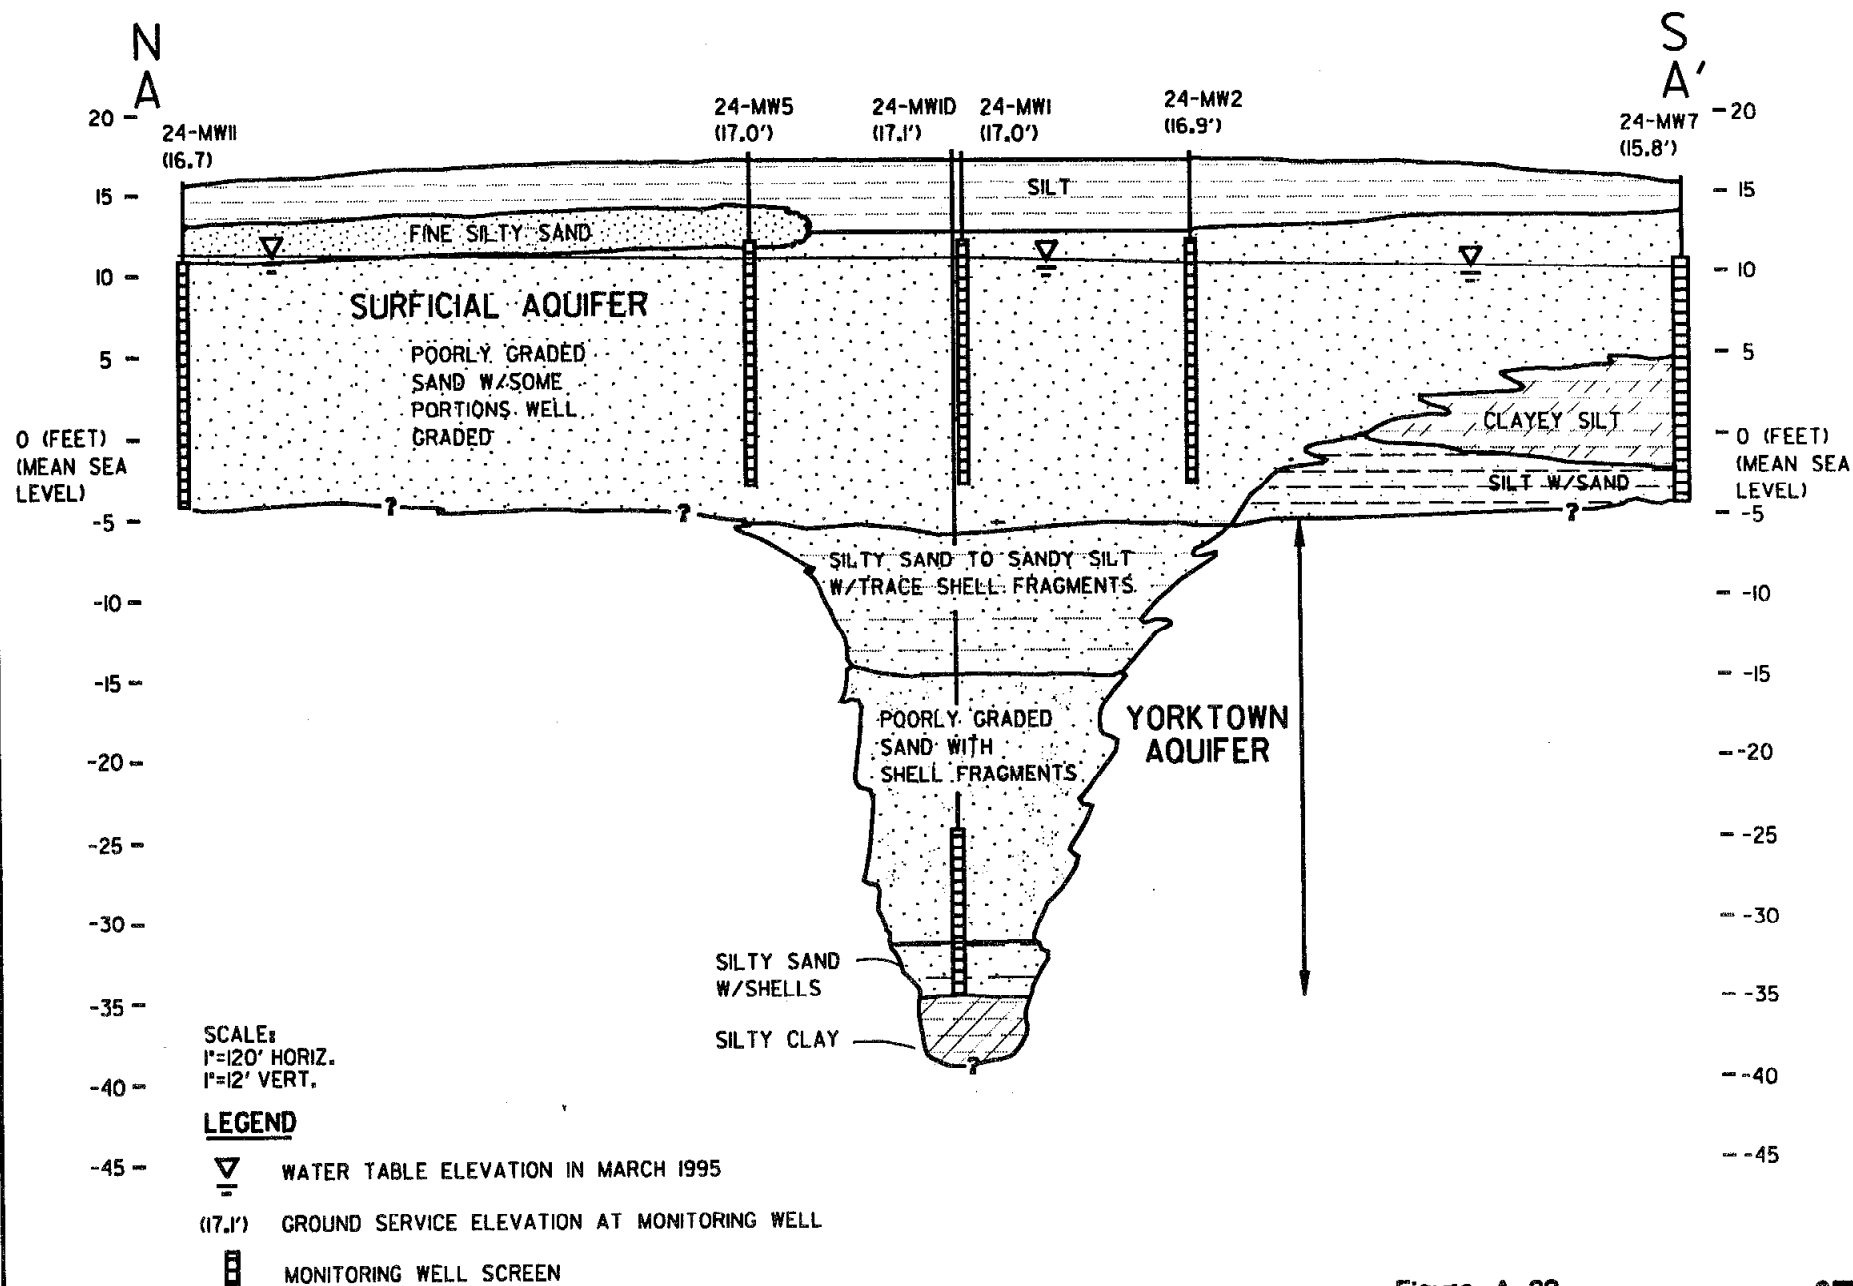 N
A
S
A'
24-MW11
(16.7)
24-MW5
(17.0')
24-MW1D
(17.1')
24-MW1
(17.0')
24-MW2
(16.9')
24-MW7
(15.8')
20
15
10
5
0 (FEET)
(MEAN SEA
LEVEL)
-5
-10
-15
-20
-25
-30
-35
-40
-45
SILT
FINE SILTY SAND
SURFICIAL AQUIFER
POORLY GRADED
SAND W/SOME
PORTIONS WELL
GRADED
CLAYEY SILT
SILT W/SAND
?
?
?
SILTY SAND TO SANDY SILT
W/TRACE SHELL FRAGMENTS
POORLY GRADED
SAND WITH
SHELL FRAGMENTS
YORKTOWN
AQUIFER
SILTY SAND
W/SHELLS
SILTY CLAY
?
20
15
10
5
0 (FEET)
(MEAN SEA
LEVEL)
-5
-10
-15
-20
-25
-30
-35
-40
-45
SCALE:
1"=120' HORIZ.
1"=12' VERT.
LEGEND
WATER TABLE ELEVATION IN MARCH 1995
(17.1') GROUND SERVICE ELEVATION AT MONITORING WELL
MONITORING WELL SCREEN